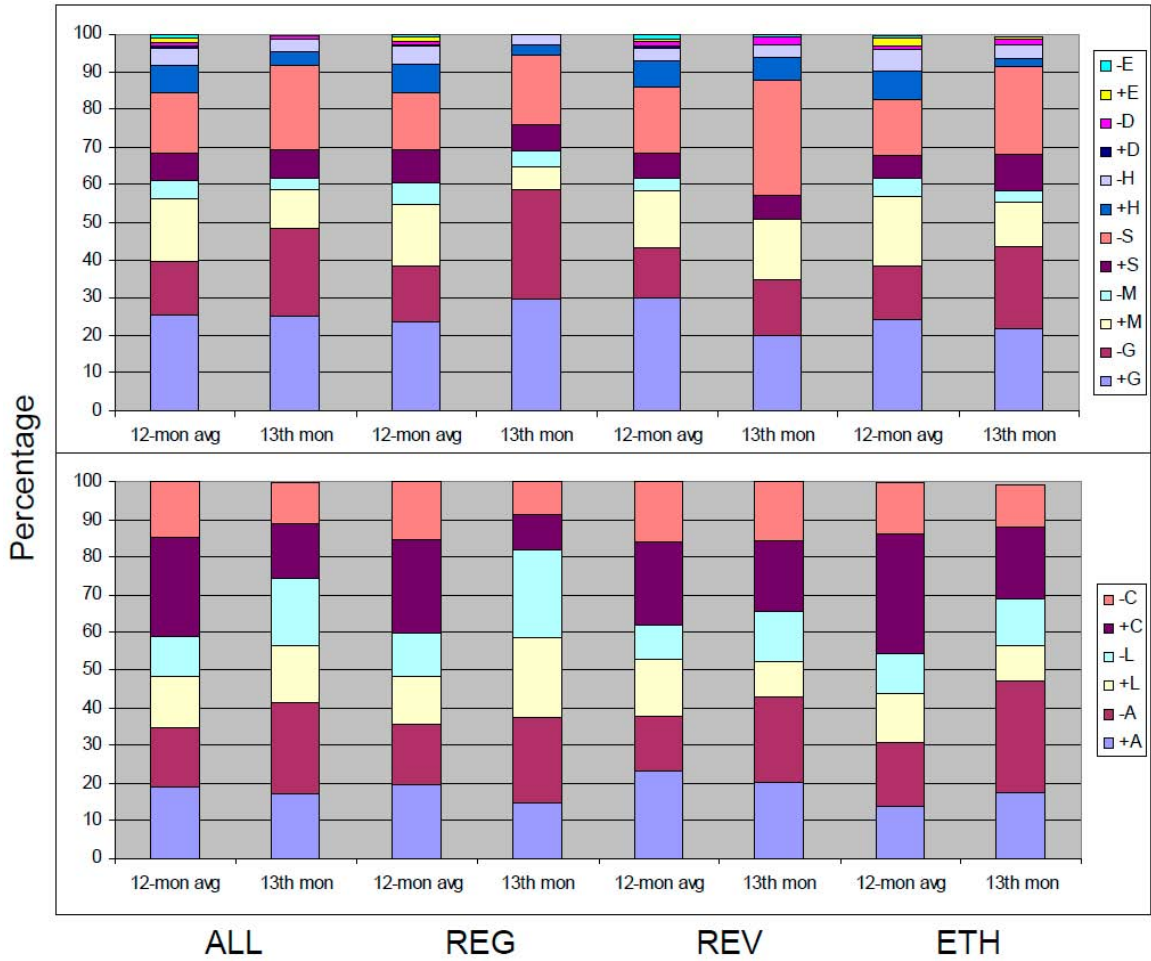 Percentage
100
90
80
70
60
50
40
30
20
10
0
12-mon avg 13th mon 12-mon avg 13th mon 12-mon avg 13th mon 12-mon avg 13th mon
-E
+E
-D
+D
-H
+H
-S
+S
-M
+M
-G
+G
100
90
80
70
60
50
40
30
20
10
0
12-mon avg 13th mon 12-mon avg 13th mon 12-mon avg 13th mon 12-mon avg 13th mon
-C
+C
-L
+L
-A
+A
ALL REG REV ETH